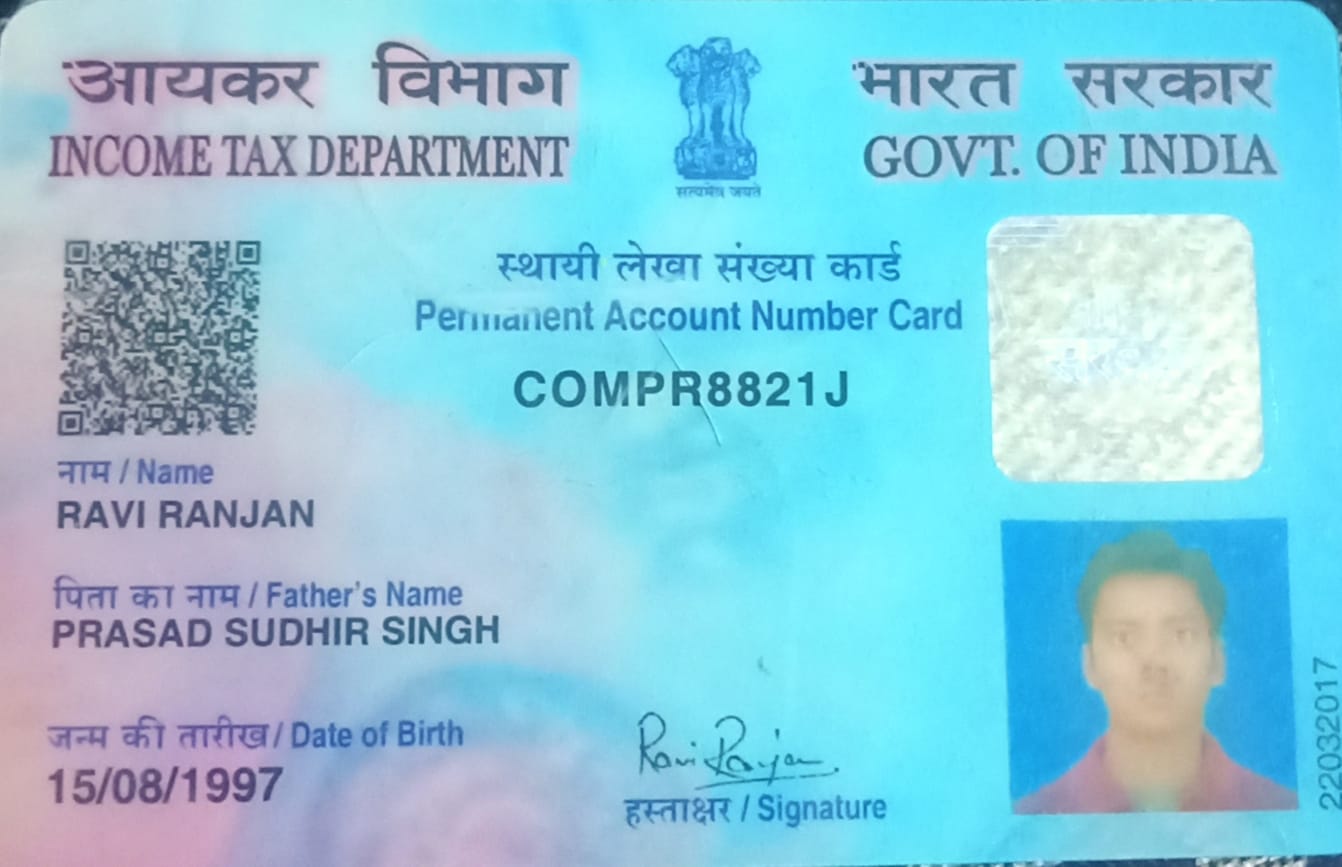 आयकर विभाग
INCOME TAX DEPARTMENT
सत्यमेव जयते
भारत सरकार
GOVT. OF INDIA
स्थायी लेखा संख्या कार्ड
Permanent Account Number Card
COMPR8821J
नाम / Name
RAVI RANJAN
पिता का नाम / Father's Name
PRASAD SUDHIR SINGH
जन्म की तारीख / Date of Birth
15/08/1997
Ravi Ranjan
हस्ताक्षर / Signature
22032017